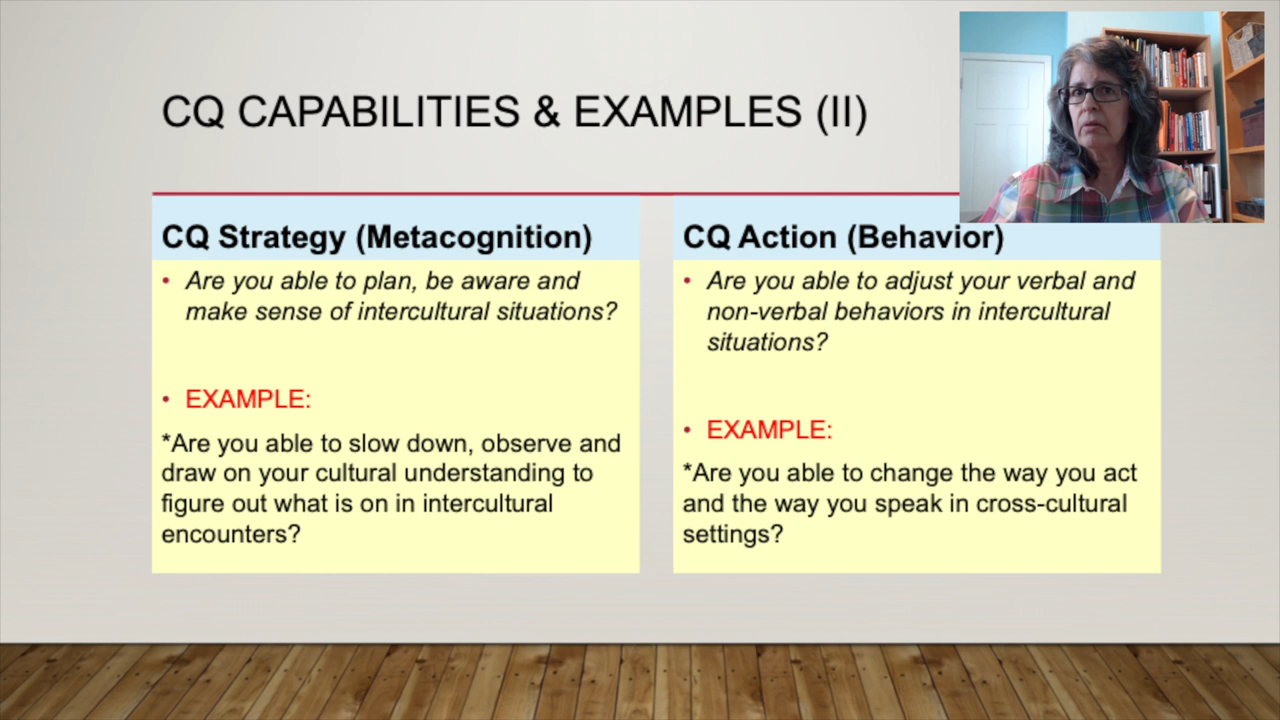 CQ CAPABILITIES & EXAMPLES (II)
CQ Strategy (Metacognition)
• Are you able to plan, be aware and
make sense of intercultural situations?
• EXAMPLE:
*Are you able to slow down, observe and
draw on your cultural understanding to
figure out what is on in intercultural
encounters?
CQ Action (Behavior)
• Are you able to adjust your verbal and
non-verbal behaviors in intercultural
situations?
• EXAMPLE:
*Are you able to change the way you act
and the way you speak in cross-cultural
settings?